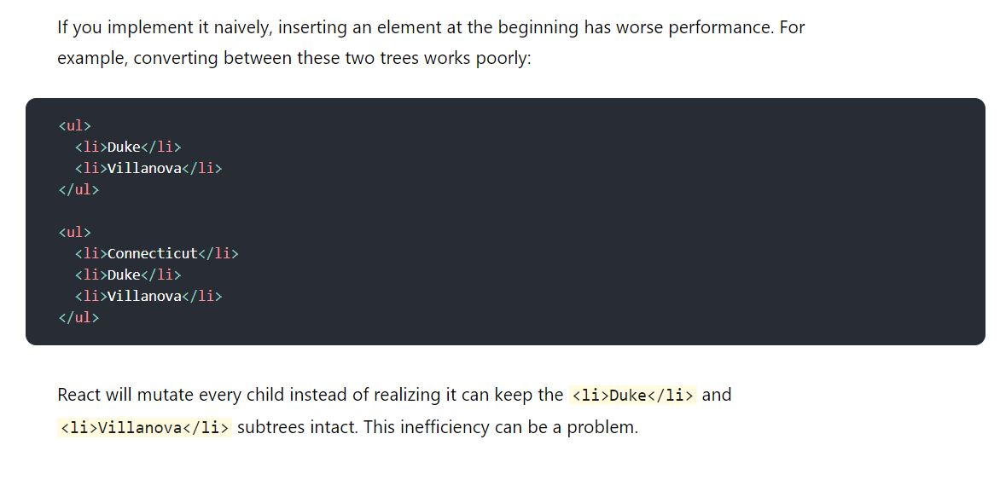 If you implement it naively, inserting an element at the beginning has worse performance. For
example, converting between these two trees works poorly:
<ul>
  <li>Duke</li>
  <li>Villanova</li>
</ul>
<ul>
  <li>Connecticut</li>
  <li>Duke</li>
  <li>Villanova</li>
</ul>
React will mutate every child instead of realizing it can keep the <li>Duke</li> and
<li>Villanova</li> subtrees intact. This inefficiency can be a problem.